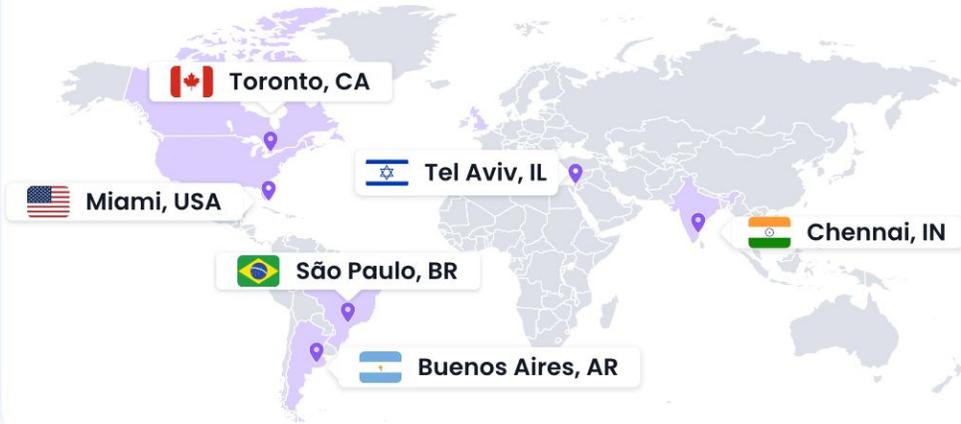 Toronto, CA
Tel Aviv, IL
Miami, USA
Chennai, IN
São Paulo, BR
Buenos Aires, AR